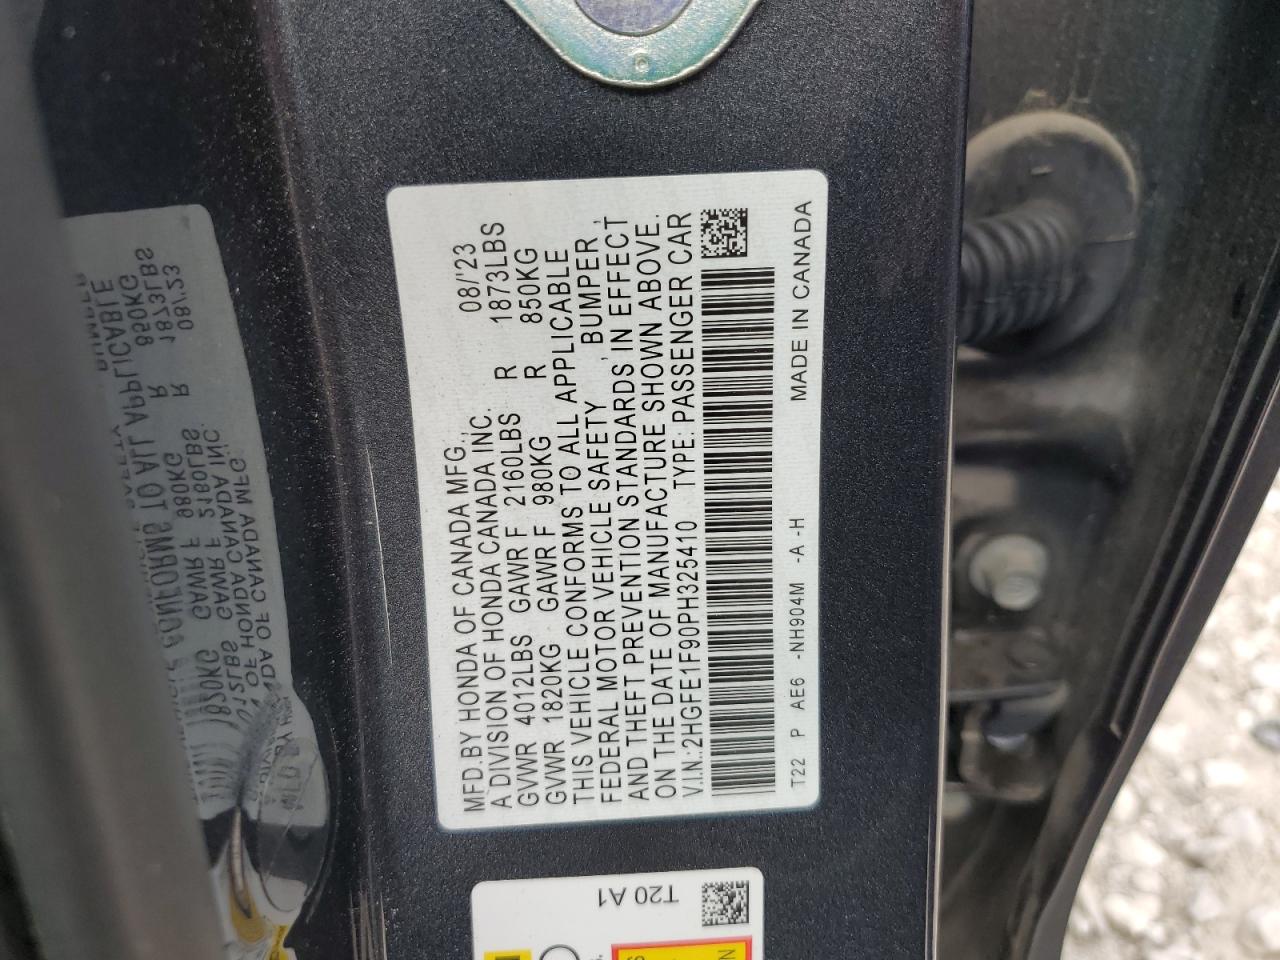 MFD.BY HONDA OF CANADA MFG., 08/'23
A DIVISION OF HONDA CANADA INC.
GVWR 4012LBS GAWR F 2160LBS R 1873LBS
GVWR 1820KG GAWR F 980KG R 850KG
THIS VEHICLE CONFORMS TO ALL APPLICABLE
FEDERAL MOTOR VEHICLE SAFETY, BUMPER,
AND THEFT PREVENTION STANDARDS, IN EFFECT
ON THE DATE OF MANUFACTURE SHOWN ABOVE.
V.I.N.:2HGFE1F90PH325410 TYPE: PASSENGER CAR
T22 P AE6 -NH904M -A -H MADE IN CANADA
T20 A1